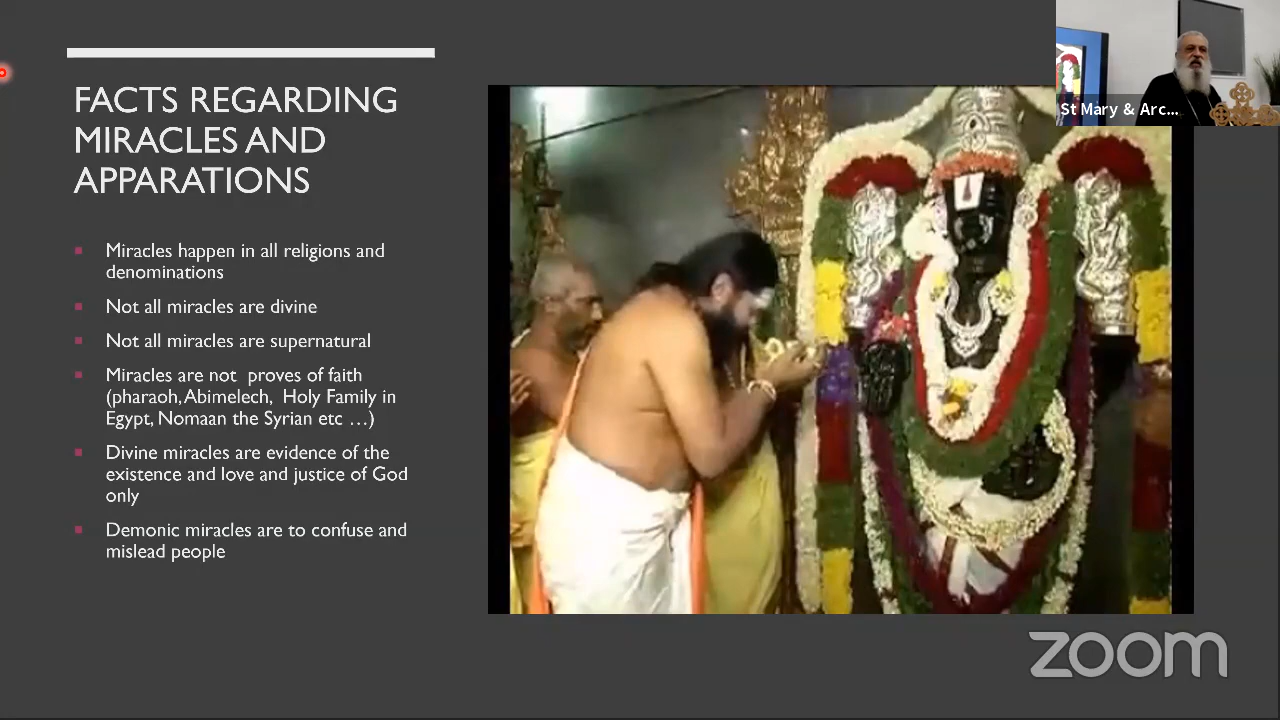 FACTS REGARDING
MIRACLES AND
APPARATIONS
Miracles happen in all religions and
denominations
Not all miracles are divine
Not all miracles are supernatural
Miracles are not  proves of faith
(pharaoh, Abimelech,  Holy Family in
Egypt, Nomaan the Syrian etc …)
Divine miracles are evidence of the
existence and love and justice of God
only
Demonic miracles are to confuse and
mislead people
St Mary & Arc...
zoom